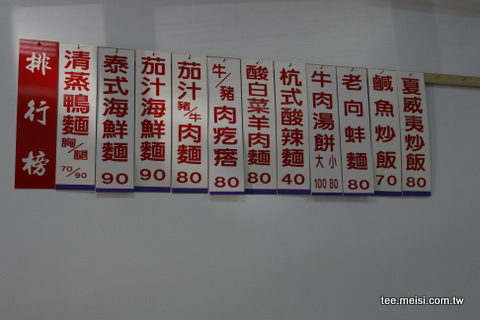 排行榜
清蒸鴨麵 胸/腿 70/90
泰式海鮮麵 90
茄汁海鮮麵 90
茄汁豬/牛肉麵 80
牛/豬肉疙瘩 80
酸白菜羊肉麵 80
杭式酸辣麵 40
牛肉湯餅 大小 100 80
老向蚌麵 80
鹹魚炒飯 70
夏威夷炒飯 80
tee.meisi.com.tw